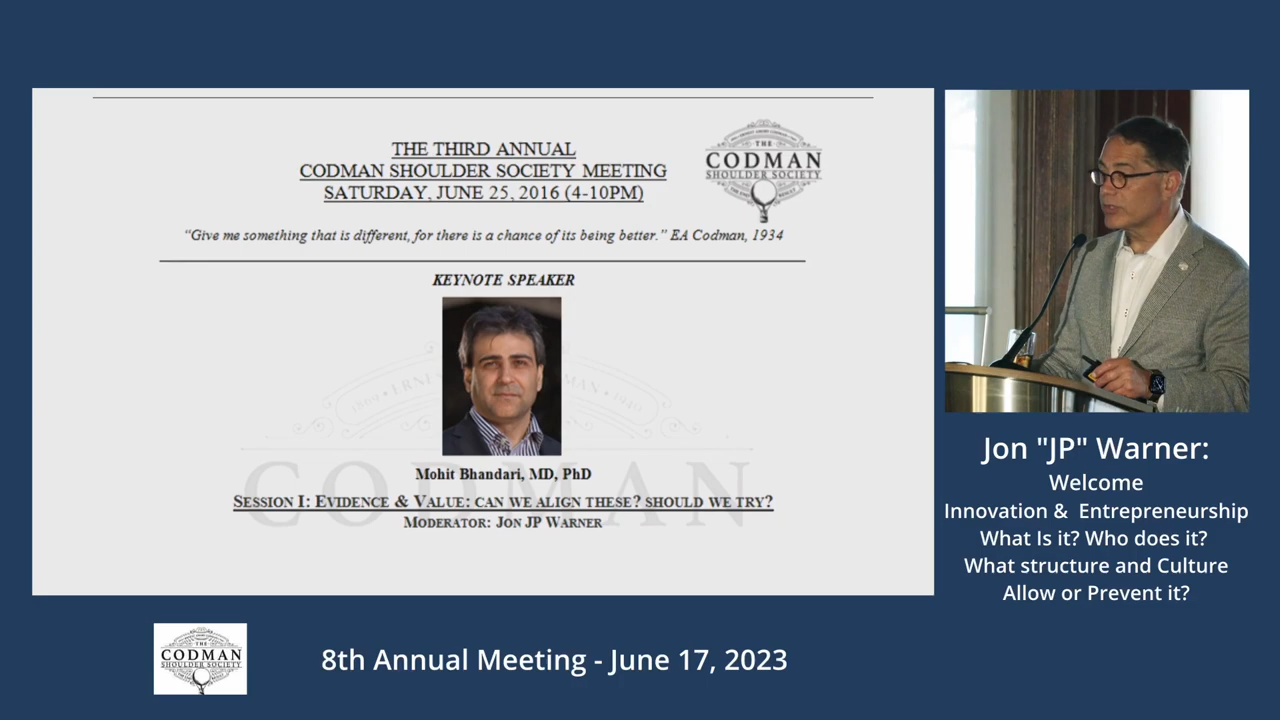 THE THIRD ANNUAL
CODMAN SHOULDER SOCIETY MEETING
SATURDAY, JUNE 25, 2016 (4-10PM)
THE
CODMAN
SHOULDER SOCIETY
“Give me something that is different, for there is a chance of its being better.” EA Codman, 1934
KEYNOTE SPEAKER
1869
1940
CODMAN
Mohit Bhandari, MD, PhD
SESSION I: EVIDENCE & VALUE: CAN WE ALIGN THESE? SHOULD WE TRY?
MODERATOR: JON JP WARNER
Jon "JP" Warner:
Welcome
Innovation & Entrepreneurship
What Is it? Who does it?
What structure and Culture
Allow or Prevent it?
THE
CODMAN
SHOULDER SOCIETY
8th Annual Meeting - June 17, 2023